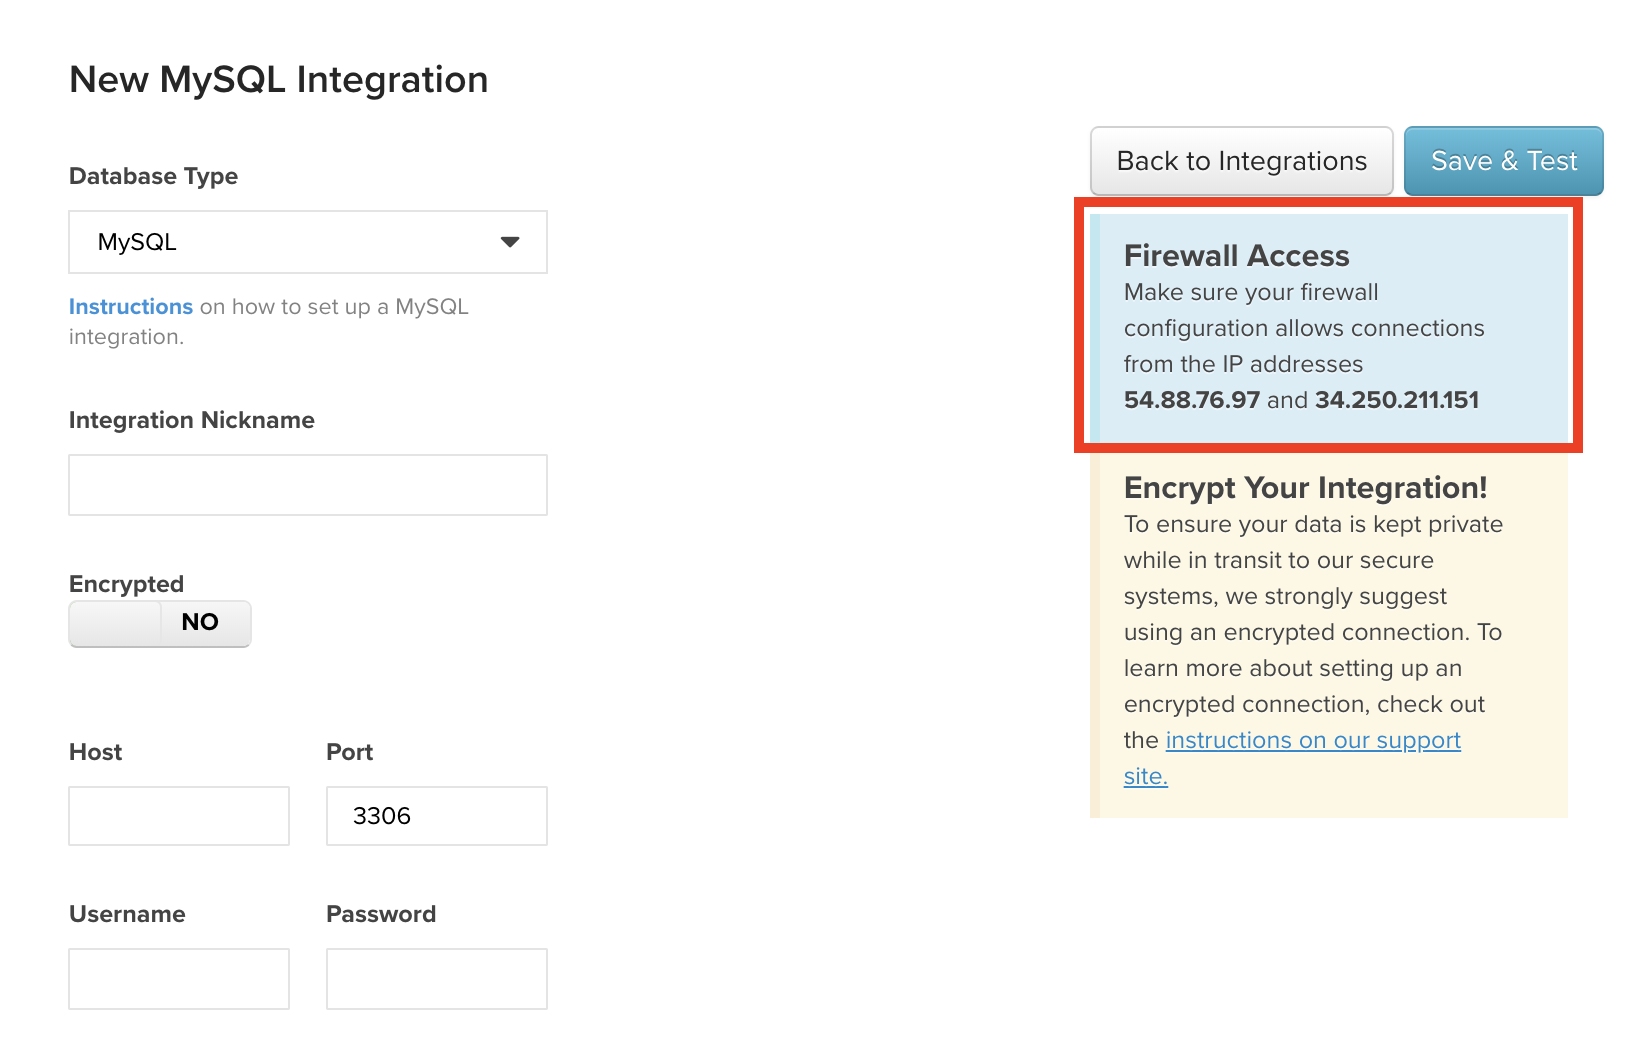 New MySQL Integration
Back to Integrations
Save & Test
Database Type
MySQL
Instructions on how to set up a MySQL
integration.
Integration Nickname
Encrypted
NO
Host
Port
3306
Username
Password
Firewall Access
Make sure your firewall
configuration allows connections
from the IP addresses
54.88.76.97 and 34.250.211.151
Encrypt Your Integration!
To ensure your data is kept private
while in transit to our secure
systems, we strongly suggest
using an encrypted connection. To
learn more about setting up an
encrypted connection, check out
the instructions on our support
site.